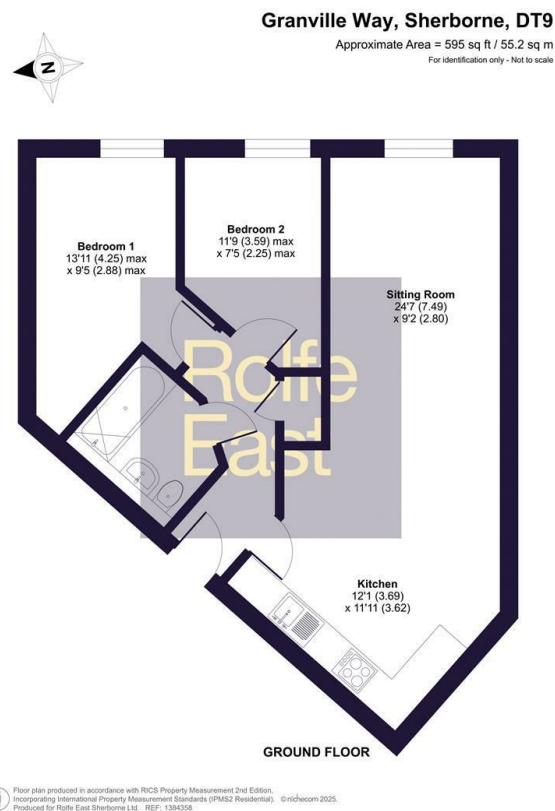 Granville Way, Sherborne, DT9
Approximate Area = 595 sq ft / 55.2 sq m
For identification only - Not to scale
N
Bedroom 1
13'11 (4.25) max
x 9'5 (2.88) max
Bedroom 2
11'9 (3.59) max
x 7'5 (2.25) max
Sitting Room
24'7 (7.49)
x 9'2 (2.80)
Rolfe
East
Kitchen
12'1 (3.69)
x 11'11 (3.62)
GROUND FLOOR
Floor plan produced in accordance with RICS Property Measurement 2nd Edition,
Incorporating International Property Measurement Standards (IPMS2 Residential). ©nichecom 2025.
Produced for Rolfe East Sherborne Ltd. REF: 1384358